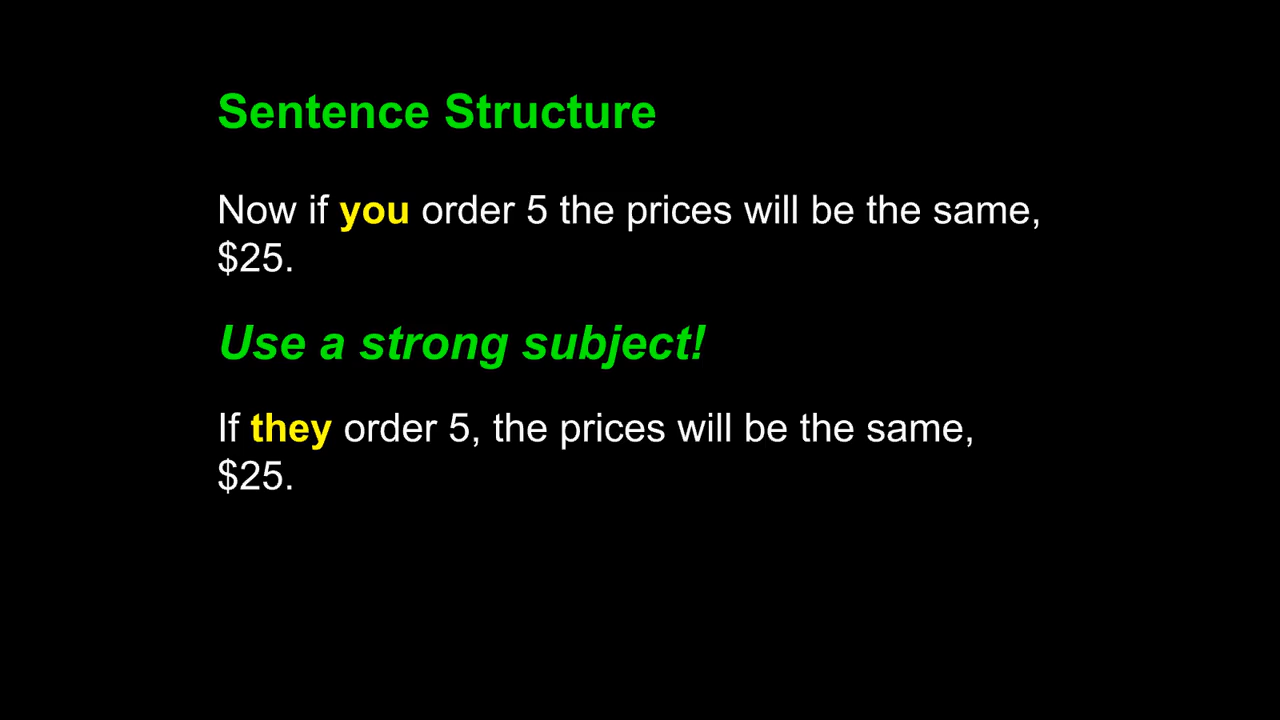 Sentence Structure
Now if you order 5 the prices will be the same,
$25.
Use a strong subject!
If they order 5, the prices will be the same,
$25.